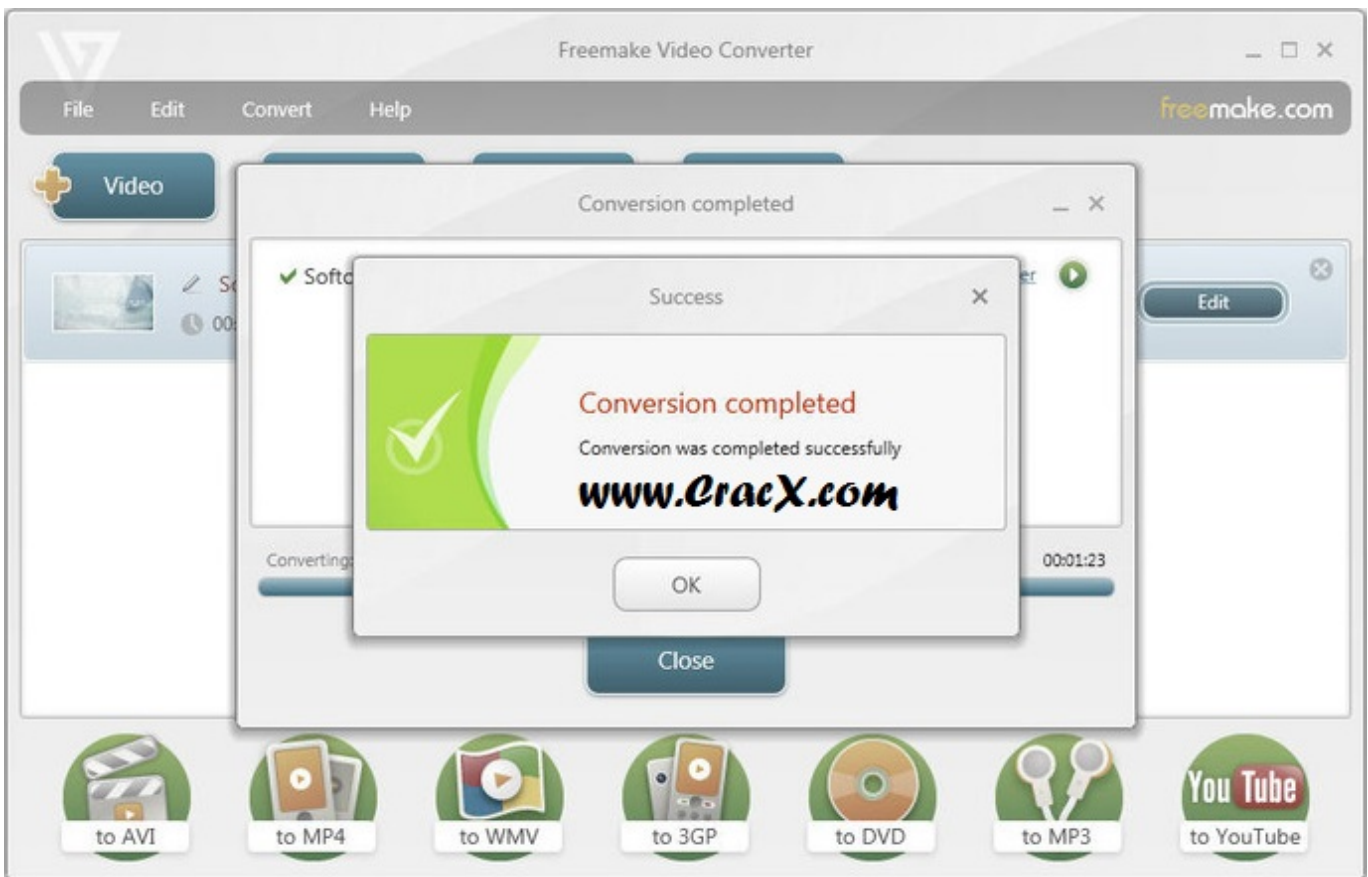 Freemake Video Converter
File Edit Convert Help
freemake.com
Video
Conversion completed
Edit
Success
Conversion completed
Conversion was completed successfully
www.CracX.com
Converting:
00:01:23
OK
Close
You Tube
to AVI
to MP4
to WMV
to 3GP
to DVD
to MP3
to YouTube